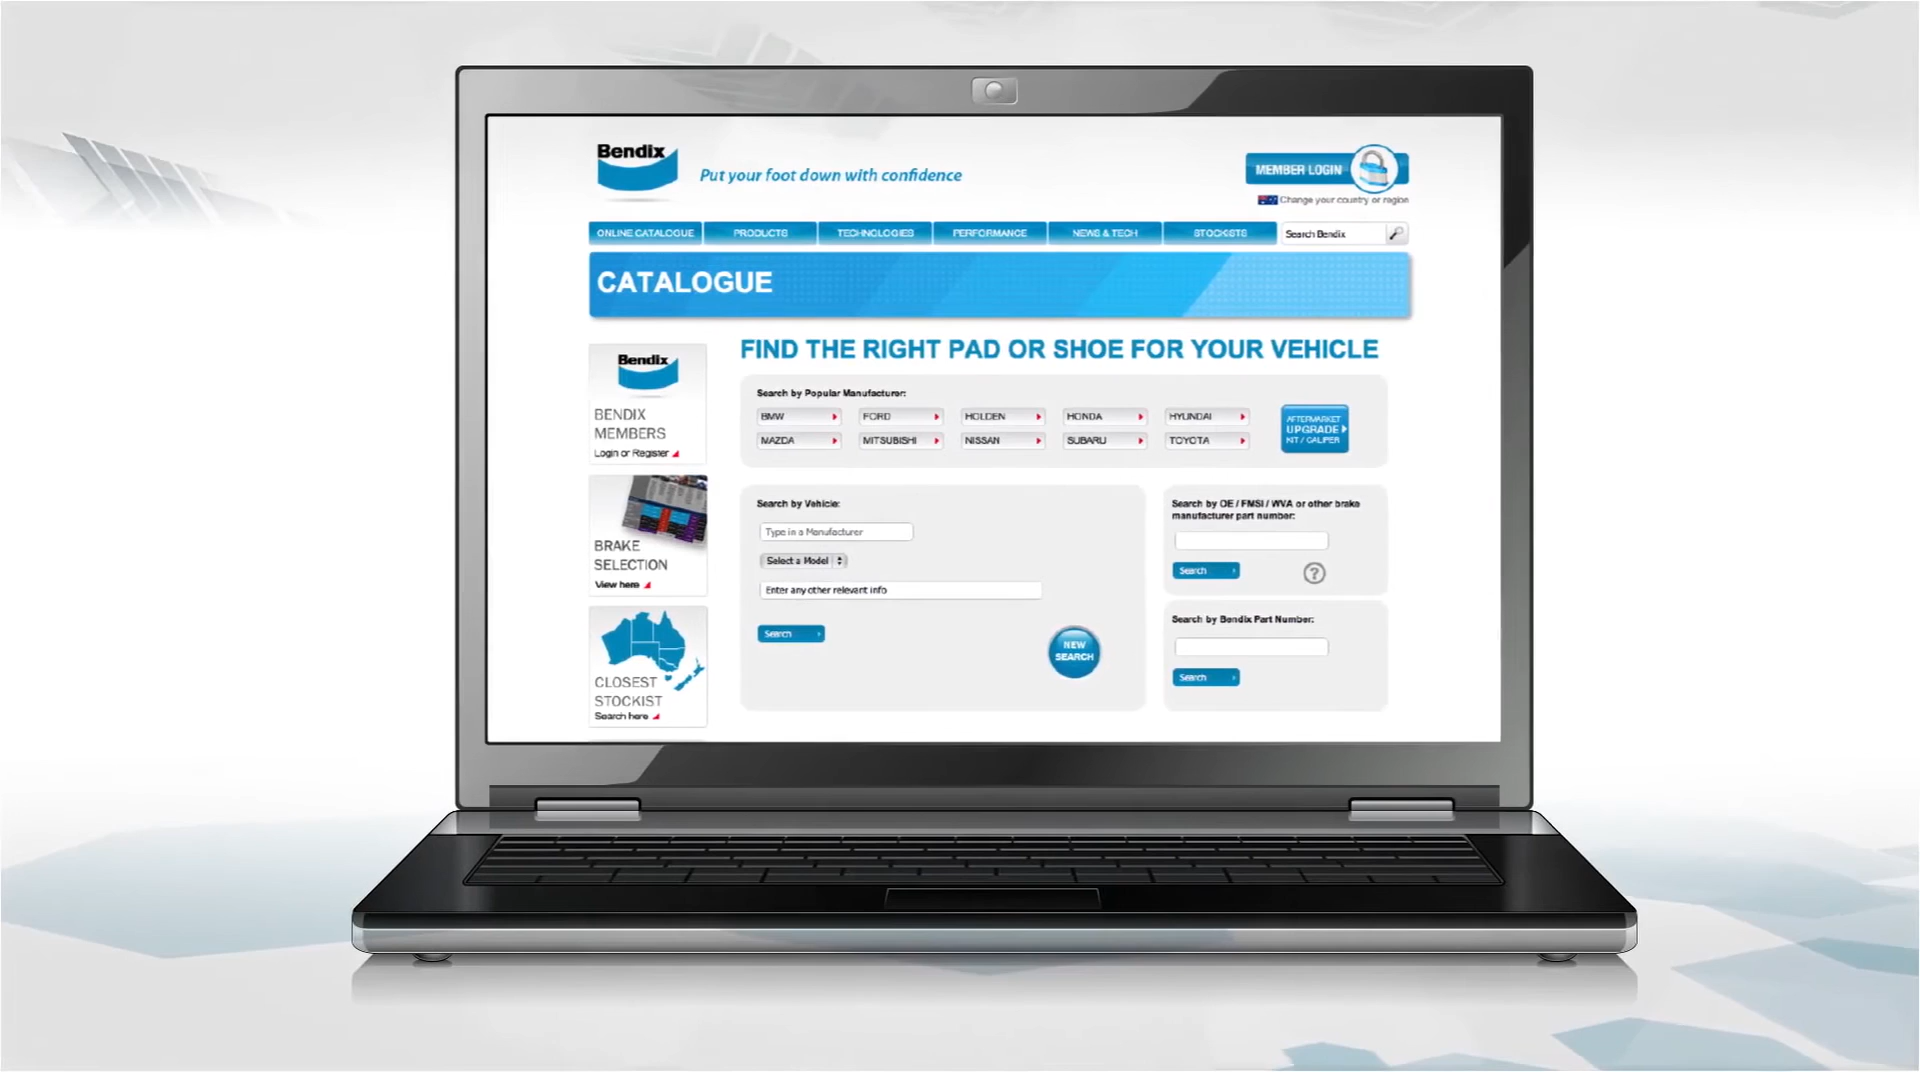 Bendix
Put your foot down with confidence
MEMBER LOGIN
Change your country or region
ONLINE CATALOGUE PRODUCTS TECHNOLOGIES PERFORMANCE NEWS & TECH STOCKISTS Search Bendix
CATALOGUE
FIND THE RIGHT PAD OR SHOE FOR YOUR VEHICLE
Bendix
BENDIX
MEMBERS
Login or Register
BRAKE
SELECTION
View here
CLOSEST
STOCKIST
Search here
Search by Popular Manufacturer:
BMW FORD HOLDEN HONDA HYUNDAI
MAZDA MITSUBISHI NISSAN SUBARU TOYOTA
AFTERMARKET
UPGRADE
KIT / CALIPER
Search by Vehicle:
Type in a Manufacturer
Select a Model
Enter any other relevant info
Search
NEW
SEARCH
Search by OE / FMSI / WVA or other brake
manufacturer part number:
Search
?
Search by Bendix Part Number:
Search